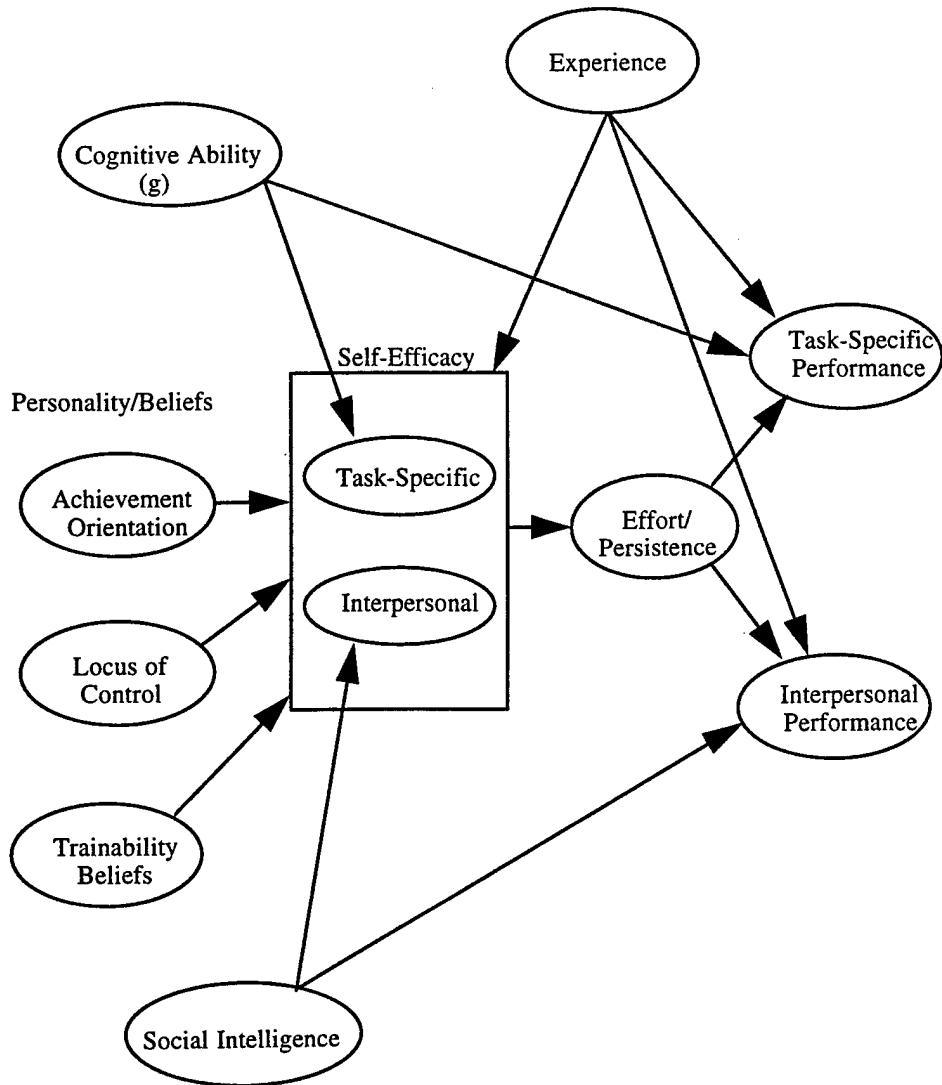 Experience
Cognitive Ability
(g)
Self-Efficacy
Task-Specific
Performance
Personality/Beliefs
Achievement
Orientation
Task-Specific
Effort/
Persistence
Interpersonal
Locus of
Control
Interpersonal
Performance
Trainability
Beliefs
Social Intelligence